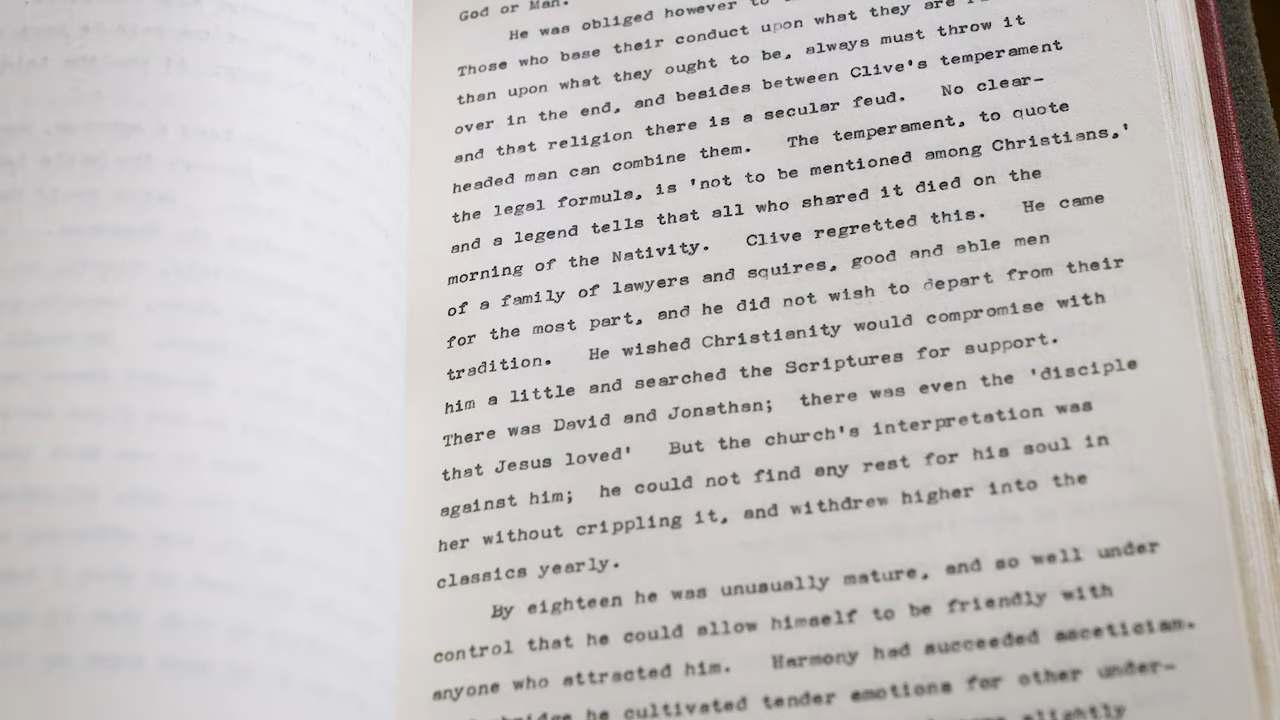 God or Man.
He was obliged however to
Those who base their conduct upon what they are
than upon what they ought to be, always must throw it
over in the end, and besides between Clive's temperament
and that religion there is a secular feud.   No clear-
headed man can combine them.   The temperament, to quote
the legal formula, is 'not to be mentioned among Christians,'
and a legend tells that all who shared it died on the
morning of the Nativity.   Clive regretted this.   He came
of a family of lawyers and squires, good and able men
for the most part, and he did not wish to depart from their
tradition.   He wished Christianity would compromise with
him a little and searched the Scriptures for support.
There was David and Jonathan;  there was even the 'disciple
that Jesus loved'   But the church's interpretation was
against him;  he could not find any rest for his soul in
her without crippling it, and withdrew higher into the
classics yearly.
By eighteen he was unusually mature, and so well under
control that he could allow himself to be friendly with
anyone who attracted him.   Harmony had succeeded asceticism.
he cultivated tender emotions for other under-
slightly